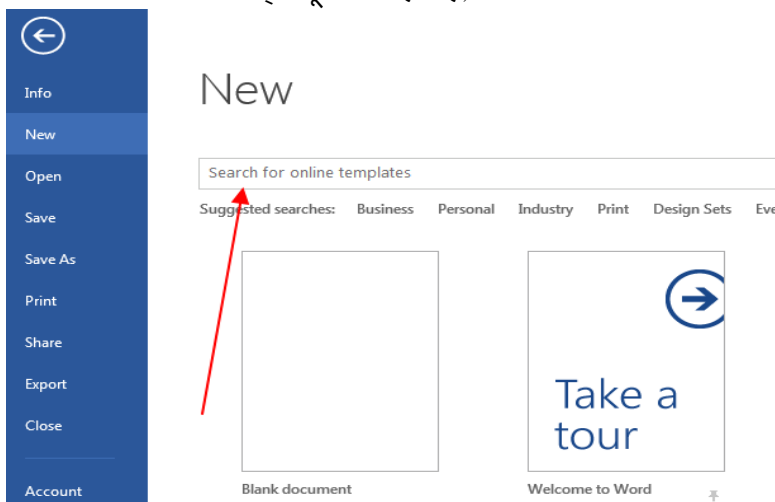 Info
New
Open
Save
Save As
Print
Share
Export
Close
Account
New
Search for online templates
Suggested searches: Business Personal Industry Print Design Sets Eve
Take a
tour
Blank document Welcome to Word